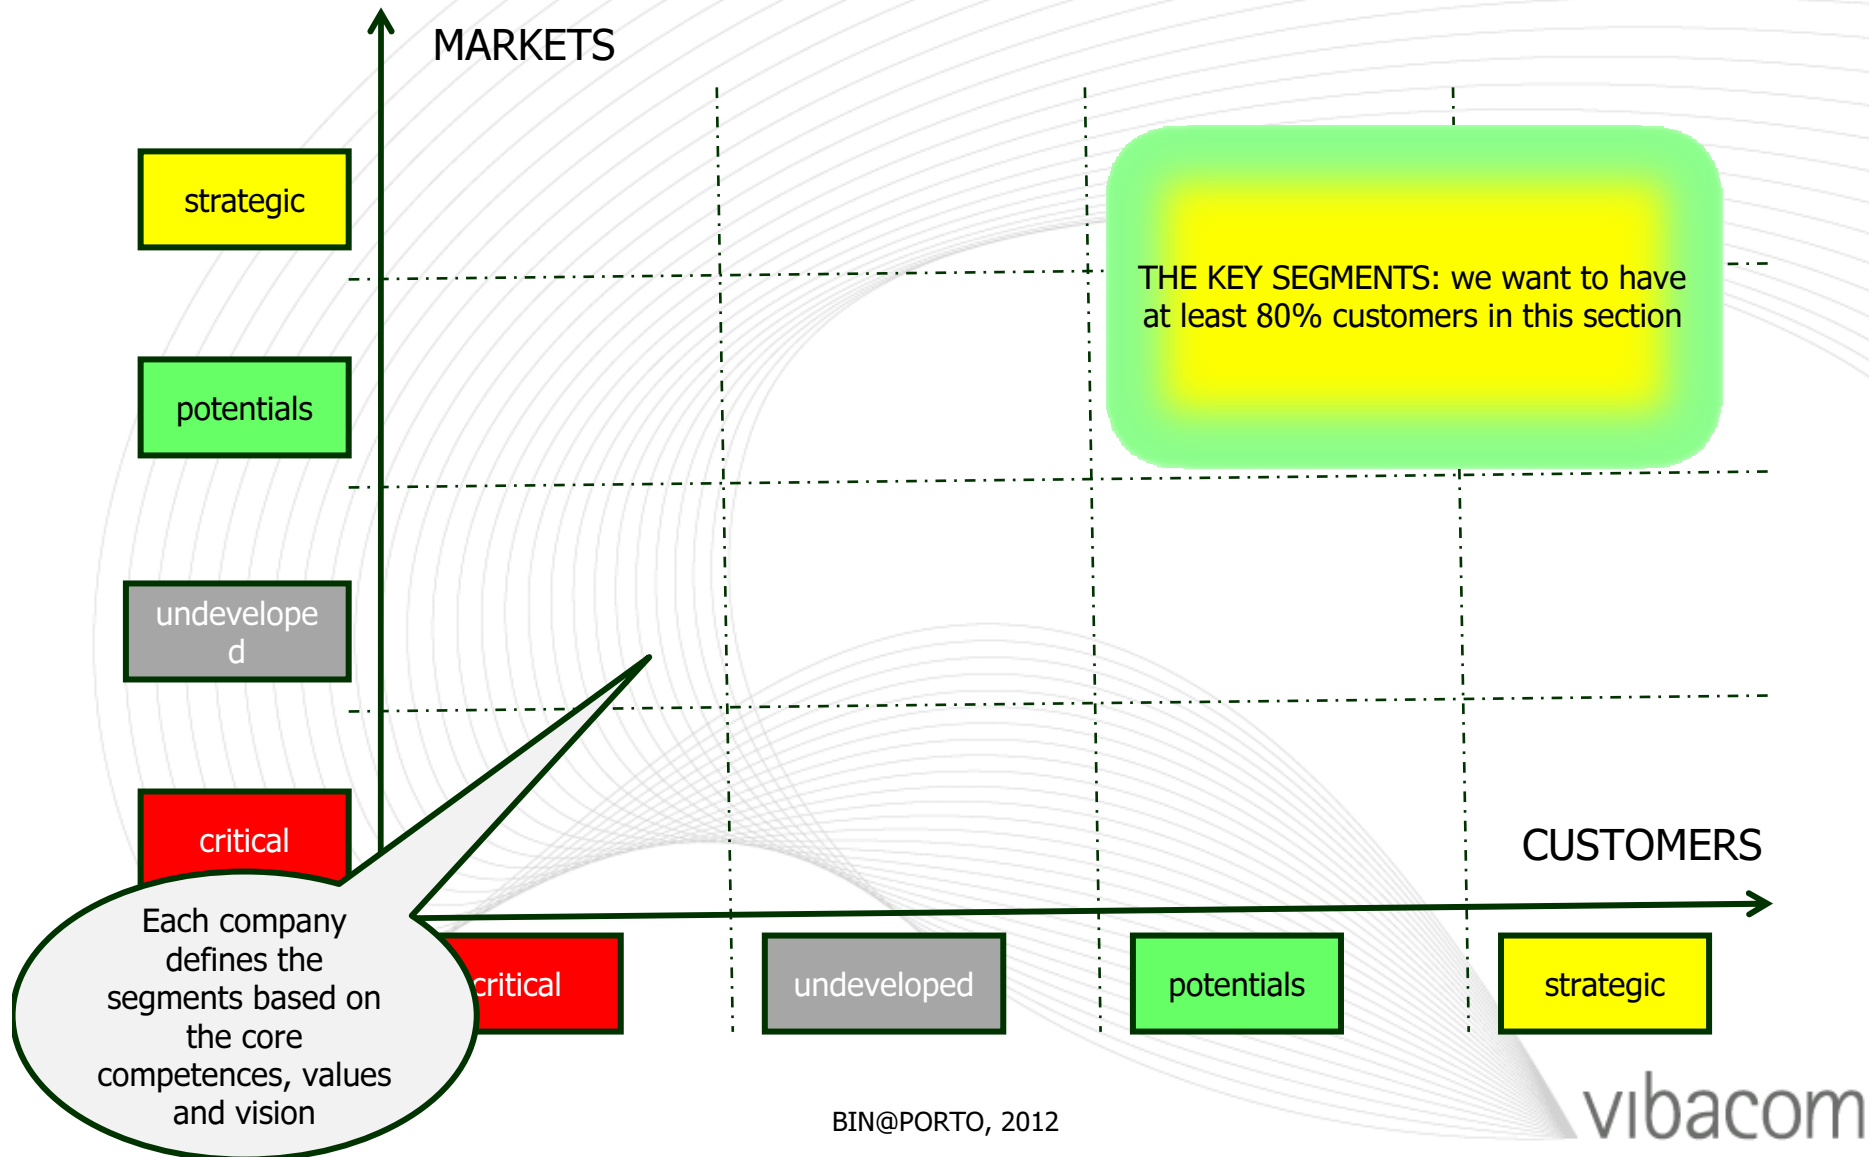 MARKETS
strategic
THE KEY SEGMENTS: we want to have
at least 80% customers in this section
potentials
undevelope
d
critical
CUSTOMERS
Each company
defines the
segments based on
the core
competences, values
and vision
critical
undeveloped
potentials
strategic
BIN@PORTO, 2012
vibacom